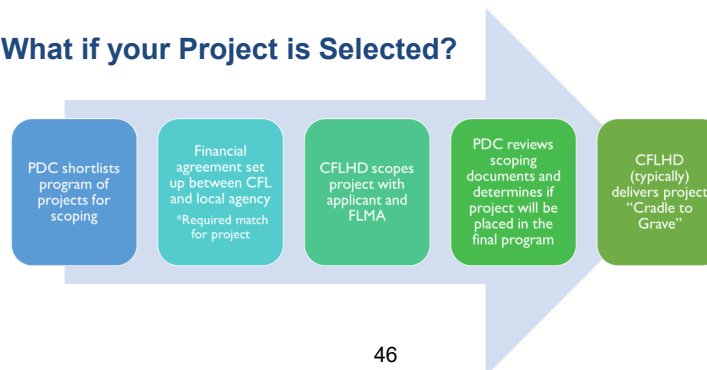 What if your Project is Selected?
PDC shortlists
program of
projects for
scoping
Financial
agreement set
up between CFL
and local agency
*Required match
for project
CFLHD scopes
project with
applicant and
FLMA
PDC reviews
scoping
documents and
determines if
project will be
placed in the
final program
CFLHD
(typically)
delivers project
“Cradle to
Grave”
46